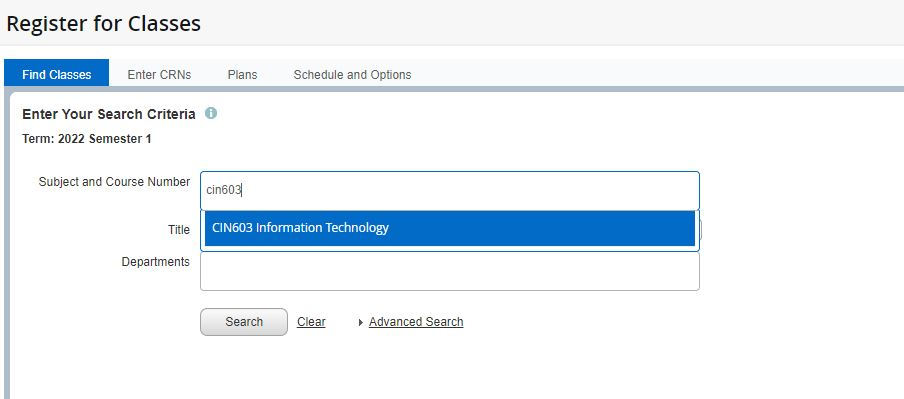 Register for Classes
Find Classes Enter CRNs Plans Schedule and Options
Enter Your Search Criteria
Term: 2022 Semester 1
Subject and Course Number cin603
Title CIN603 Information Technology
Departments
Search Clear Advanced Search